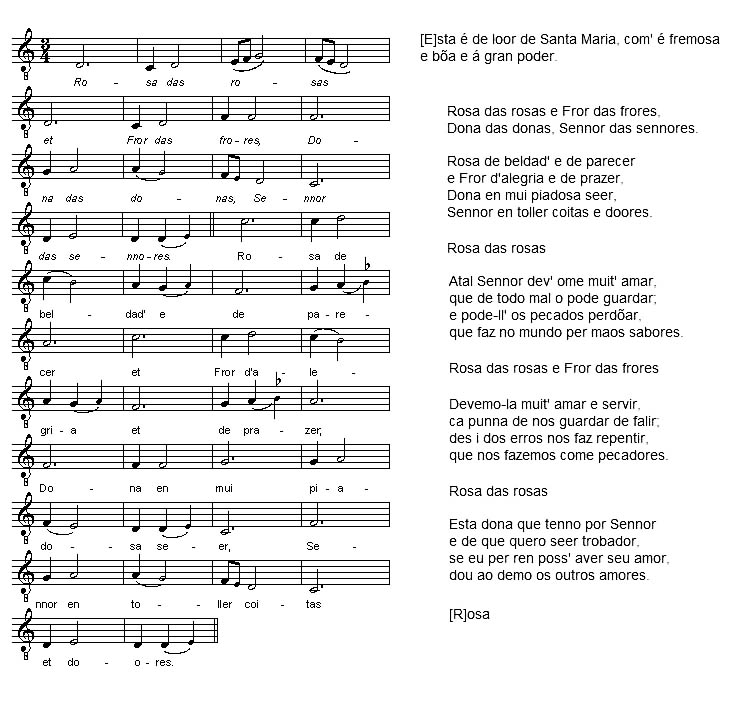 3
4
Ro - sa das ro - sas
et Fror das fro-res, Do -
na das do - nas, Se - nnor
das se - nno-res. Ro - sa de
bel - dad' e de pa - re -
cer et Fror d'a - le -
gri - a et de pra - zer,
Do - na en mui pi - a -
do - sa se - er, Se -
nnor en to - ller coi - tas
et do - o - res.
[E]sta é de loor de Santa Maria, com' é fremosa
e bõa e á gran poder.
Rosa das rosas e Fror das frores,
Dona das donas, Sennor das sennores.
Rosa de beldad' e de parecer
e Fror d'alegria e de prazer,
Dona en mui piadosa seer,
Sennor en toller coitas e doores.
Rosa das rosas
Atal Sennor dev' ome muit' amar,
que de todo mal o pode guardar;
e pode-ll' os pecados perdõar,
que faz no mundo per maos sabores.
Rosa das rosas e Fror das frores
Devemo-la muit' amar e servir,
ca punna de nos guardar de falir;
des i dos erros nos faz repentir,
que nos fazemos come pecadores.
Rosa das rosas
Esta dona que tenno por Sennor
e de que quero seer trobador,
se eu per ren poss' aver seu amor,
dou ao demo os outros amores.
[R]osa